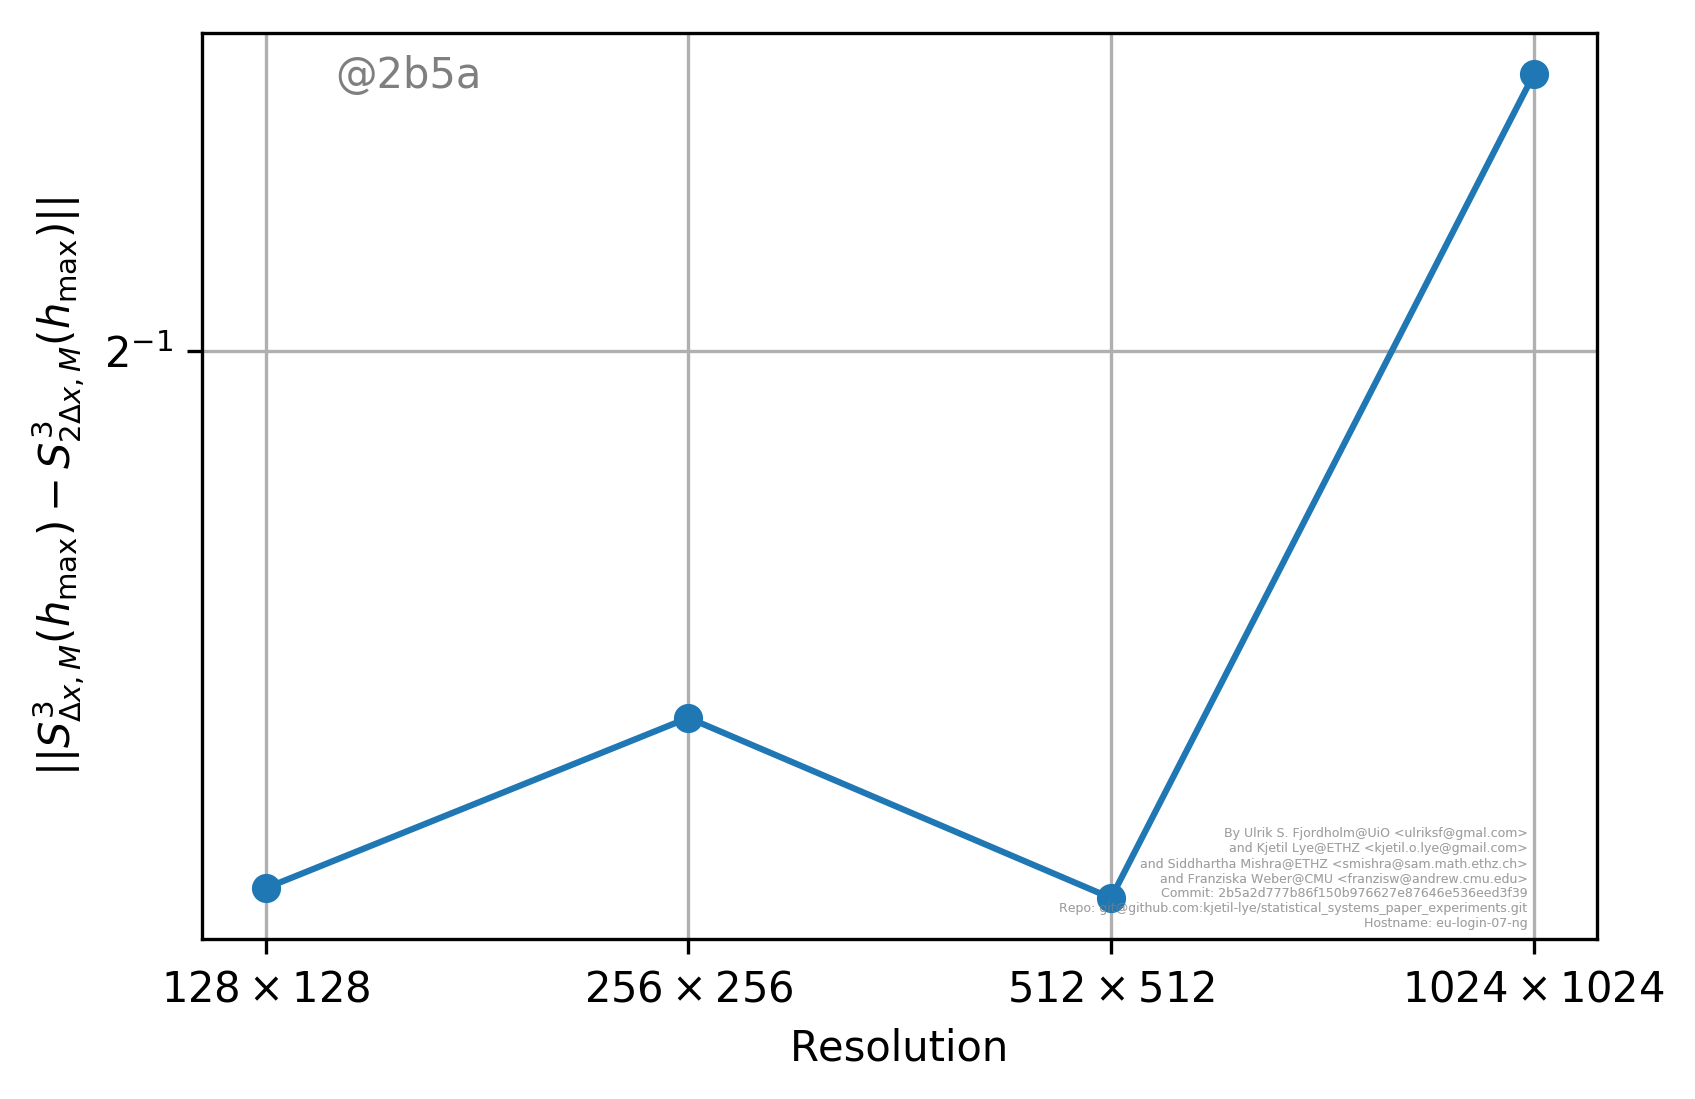 @2b5a
||S³_{Δx,M}(h_max) − S³_{2Δx,M}(h_max)||
2⁻¹
By Ulrik S. Fjordholm@UiO <ulriksf@gmal.com>
and Kjetil Lye@ETHZ <kjetil.o.lye@gmail.com>
and Siddhartha Mishra@ETHZ <smishra@sam.math.ethz.ch>
and Franziska Weber@CMU <franzisw@andrew.cmu.edu>
Commit: 2b5a2d777b86f150b976627e87646e536eed3f39
Repo: git@github.com:kjetil-lye/statistical_systems_paper_experiments.git
Hostname: eu-login-07-ng
128 × 128 256 × 256 512 × 512 1024 × 1024
Resolution